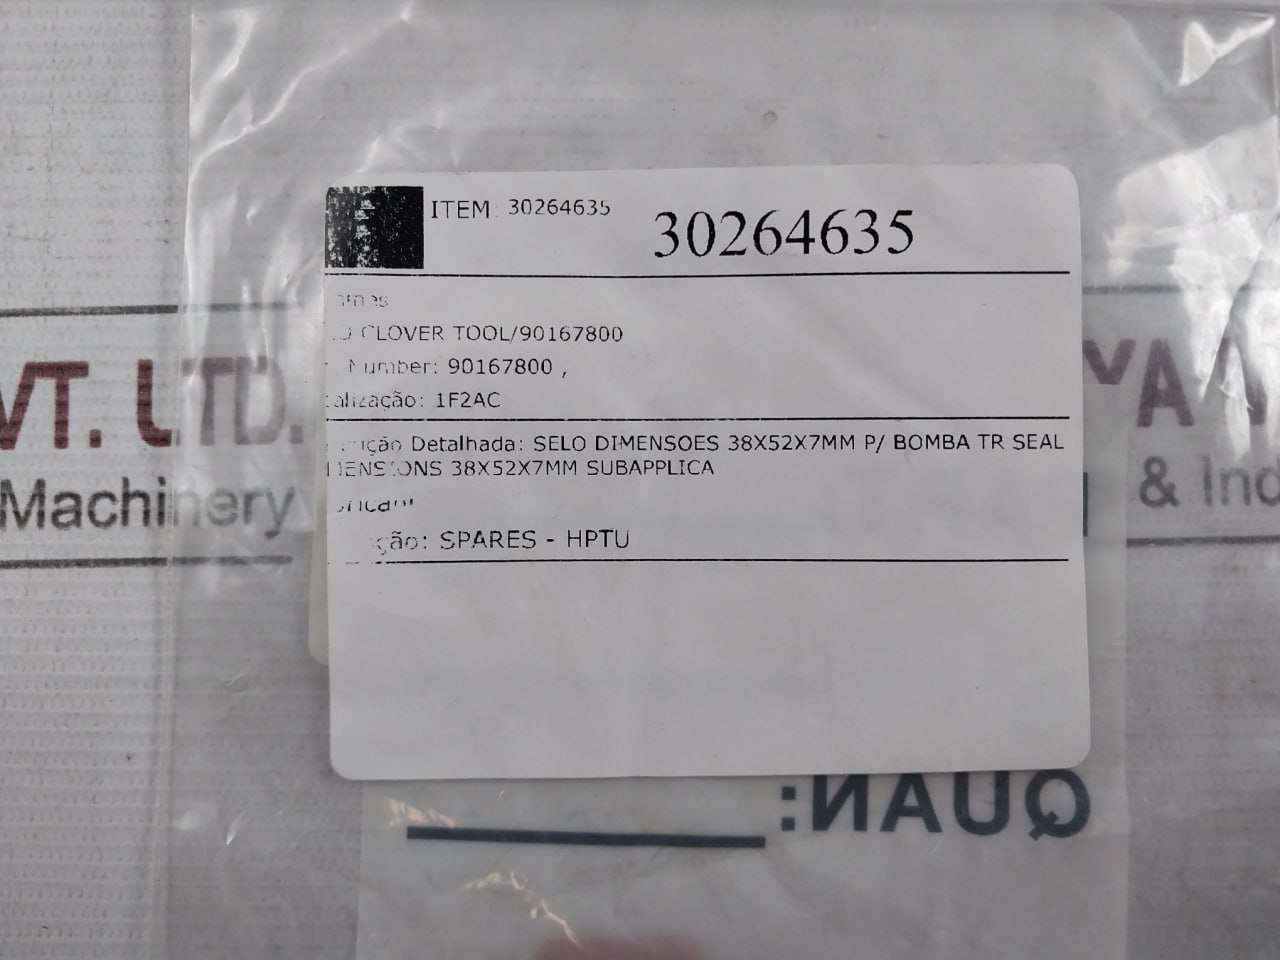 ITEM: 30264635
30264635
CLOVER TOOL/90167800
Number: 90167800 ,
alização: 1F2AC
Detalhada: SELO DIMENSOES 38X52X7MM P/ BOMBA TR SEAL
38X52X7MM SUBAPPLICA
ção: SPARES - HPTU
VT. LTD.
YA
Machinery
& Ind
QUAN: